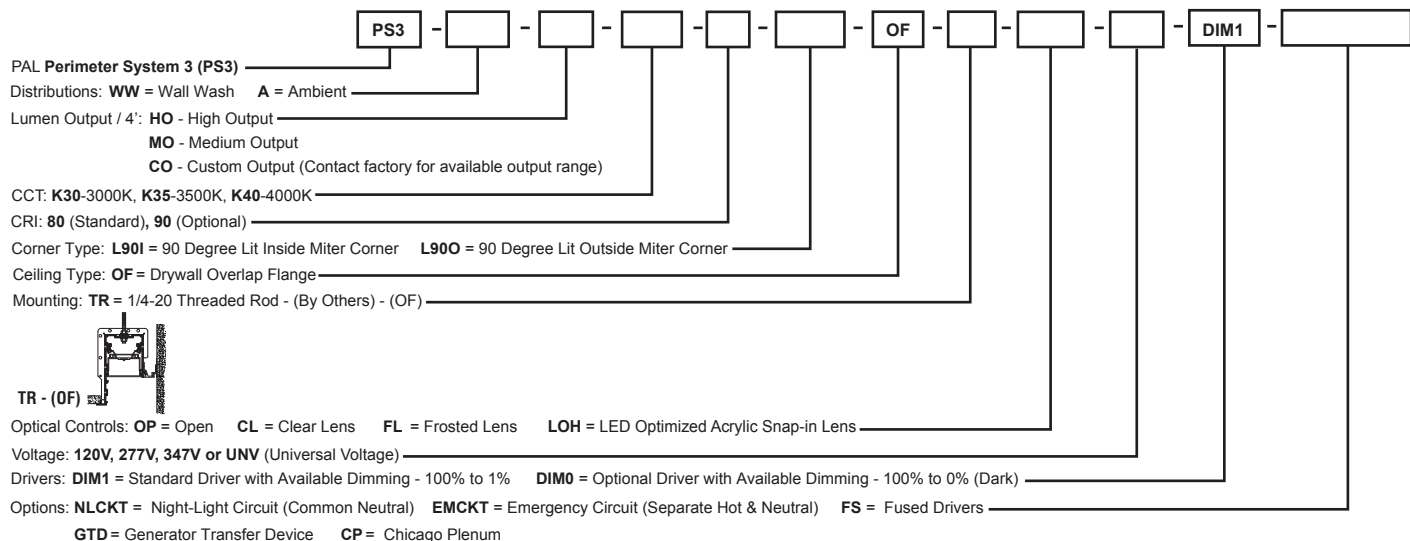 PS3 - - - - - - OF - - - - DIM1 -
PAL Perimeter System 3 (PS3)
Distributions: WW = Wall Wash A = Ambient
Lumen Output / 4': HO - High Output
MO - Medium Output
CO - Custom Output (Contact factory for available output range)
CCT: K30-3000K, K35-3500K, K40-4000K
CRI: 80 (Standard), 90 (Optional)
Corner Type: L90I = 90 Degree Lit Inside Miter Corner L90O = 90 Degree Lit Outside Miter Corner
Ceiling Type: OF = Drywall Overlap Flange
Mounting: TR = 1/4-20 Threaded Rod - (By Others) - (OF)
TR - (OF)
Optical Controls: OP = Open CL = Clear Lens FL = Frosted Lens LOH = LED Optimized Acrylic Snap-in Lens
Voltage: 120V, 277V, 347V or UNV (Universal Voltage)
Drivers: DIM1 = Standard Driver with Available Dimming - 100% to 1% DIM0 = Optional Driver with Available Dimming - 100% to 0% (Dark)
Options: NLCKT = Night-Light Circuit (Common Neutral) EMCKT = Emergency Circuit (Separate Hot & Neutral) FS = Fused Drivers
GTD = Generator Transfer Device CP = Chicago Plenum